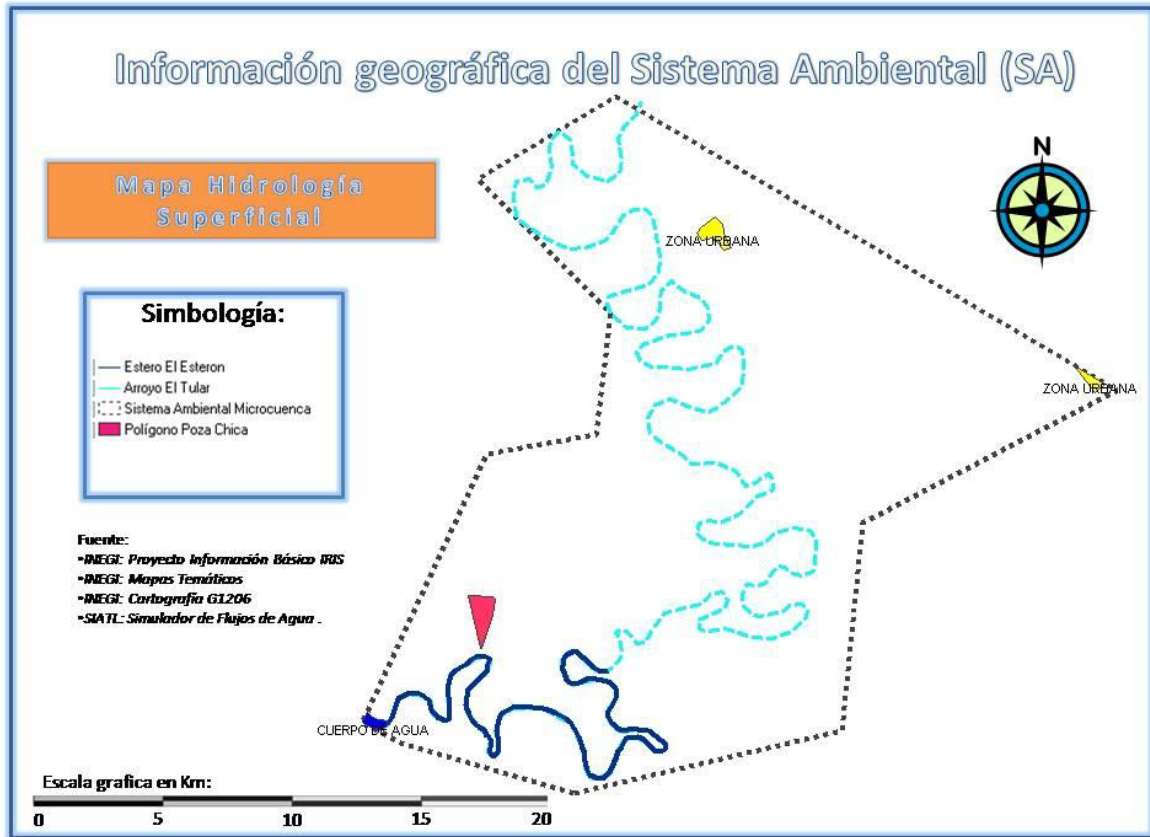 Información geográfica del Sistema Ambiental (SA)
Mapa Hidrología
Superficial
N
ZONA URBANA
ZONA URBANA
Simbología:
Estero El Esteron
Arroyo El Tular
Sistema Ambiental Microcuenca
Polígono Poza Chica
Fuente:
•INEGI: Proyecto Información Básico IRIS
•INEGI: Mapas Temáticos
•INEGI: Cartografía G1206
•SIATL: Simulador de Flujos de Agua .
CUERPO DE AGUA
Escala grafica en Km:
0 5 10 15 20